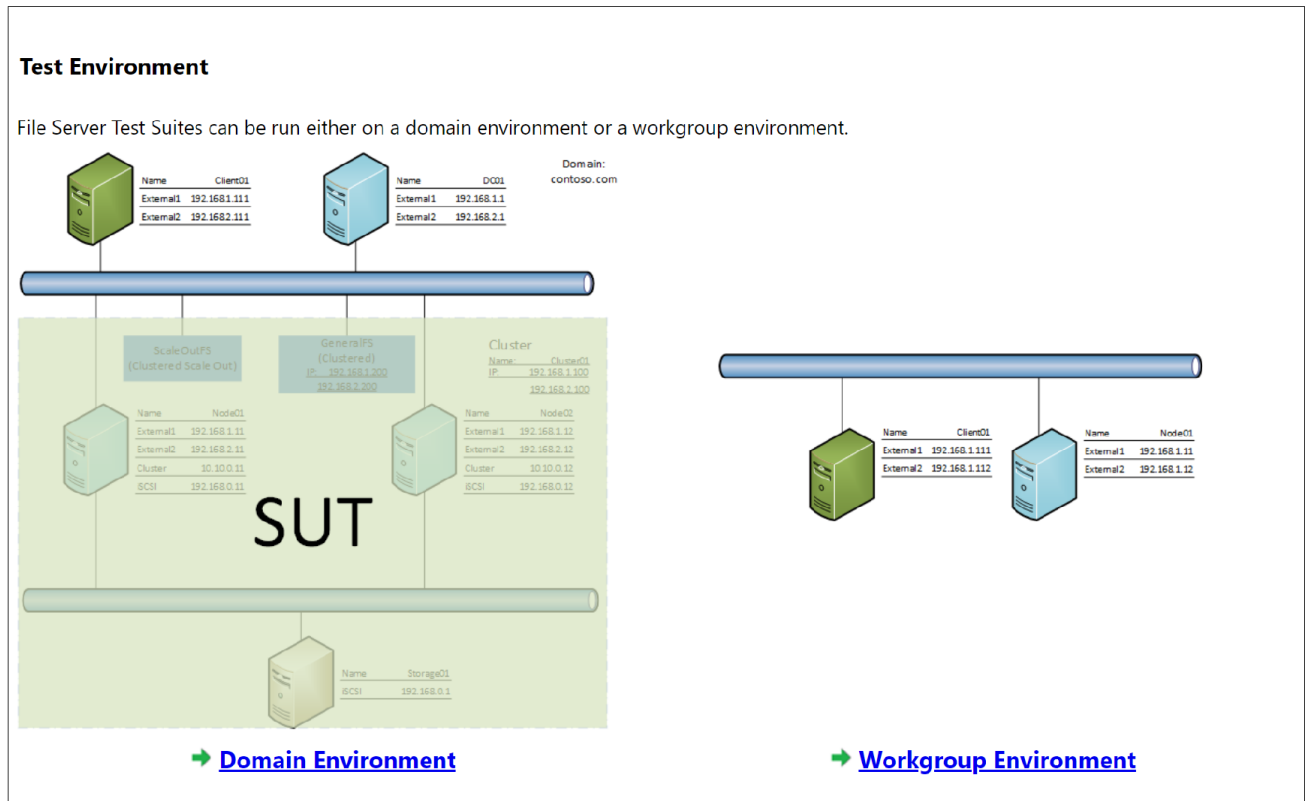 Test Environment
File Server Test Suites can be run either on a domain environment or a workgroup environment.
Name Client01
External1 192.168.1.111
External2 192.168.2.111
Name DC01
External1 192.168.1.1
External2 192.168.2.1
Domain:
contoso.com
ScaleOutFS
(Clustered Scale Out)
GeneralFS
(Clustered)
IP: 192.168.1.200
192.168.2.200
Cluster
Name: Cluster01
IP: 192.168.1.100
192.168.2.100
Name Node01
External1 192.168.1.11
External2 192.168.2.11
Cluster 10.10.0.11
iSCSI 192.168.0.11
Name Node02
External1 192.168.1.12
External2 192.168.2.12
Cluster 10.10.0.12
iSCSI 192.168.0.12
SUT
Name Storage01
iSCSI 192.168.0.1
Domain Environment
Name Client01
External1 192.168.1.111
External2 192.168.1.112
Name Node01
External1 192.168.1.11
External2 192.168.1.12
Workgroup Environment